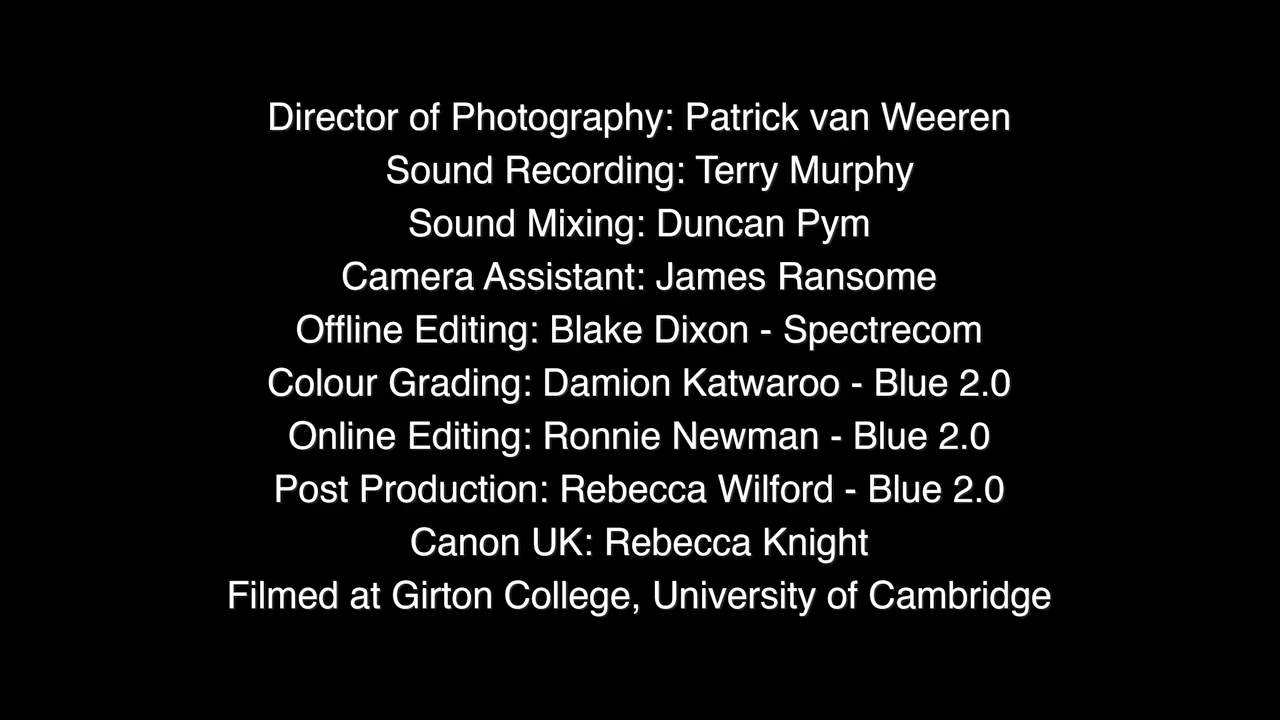 Director of Photography: Patrick van Weeren
Sound Recording: Terry Murphy
Sound Mixing: Duncan Pym
Camera Assistant: James Ransome
Offline Editing: Blake Dixon - Spectrecom
Colour Grading: Damion Katwaroo - Blue 2.0
Online Editing: Ronnie Newman - Blue 2.0
Post Production: Rebecca Wilford - Blue 2.0
Canon UK: Rebecca Knight
Filmed at Girton College, University of Cambridge